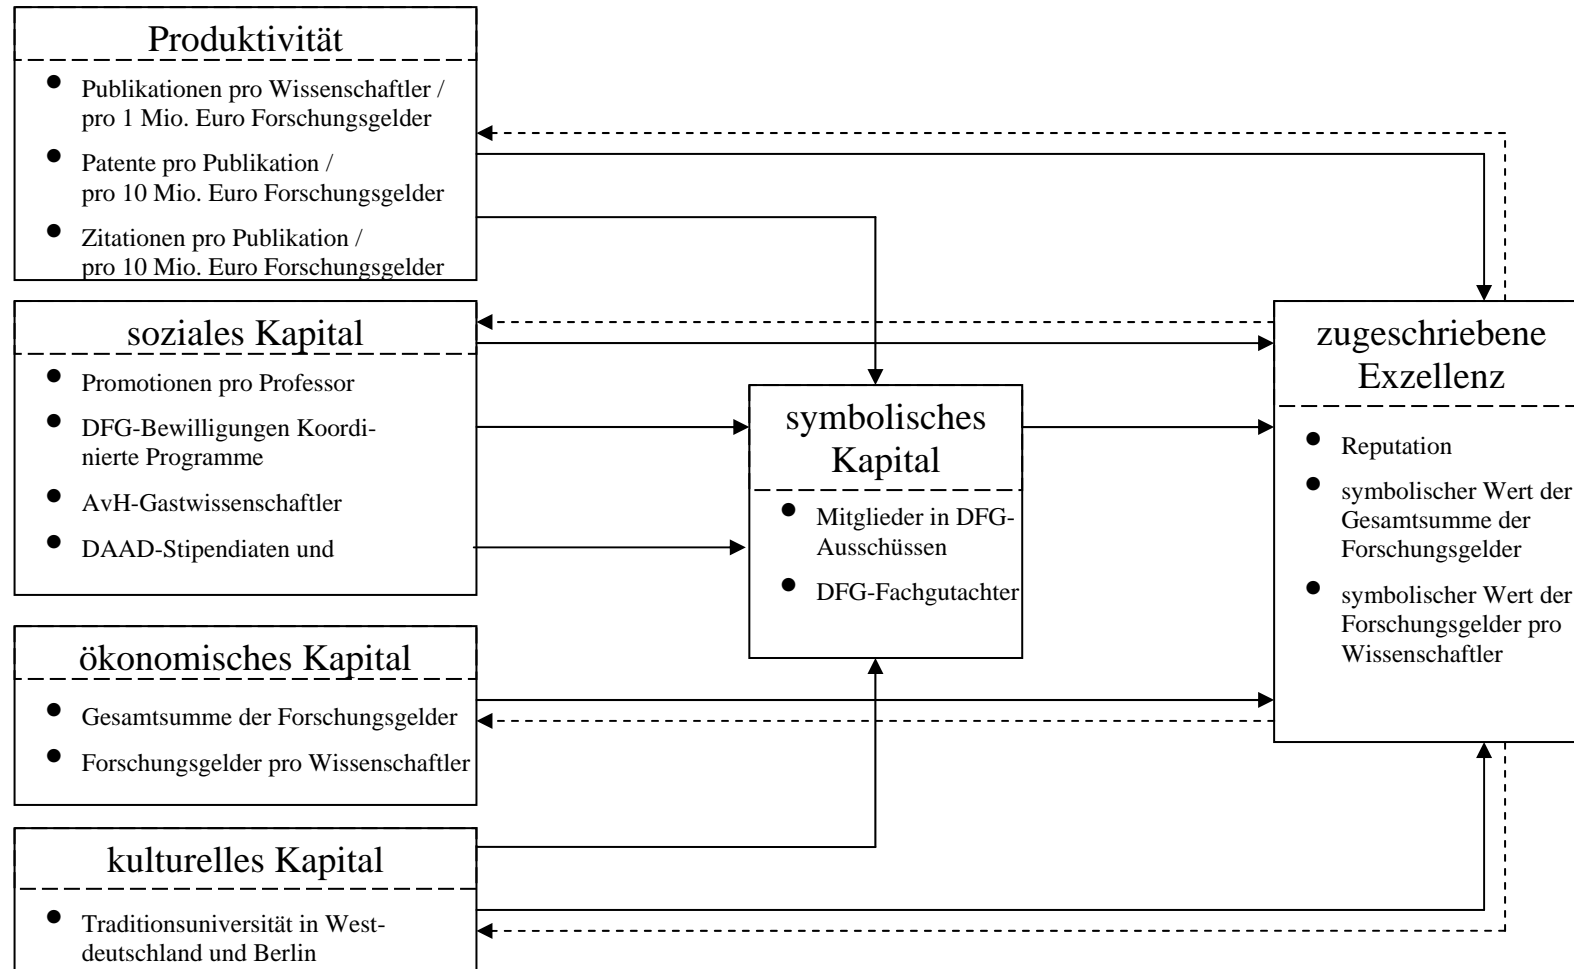 Produktivität
● Publikationen pro Wissenschaftler /
pro 1 Mio. Euro Forschungsgelder
● Patente pro Publikation /
pro 10 Mio. Euro Forschungsgelder
● Zitationen pro Publikation /
pro 10 Mio. Euro Forschungsgelder
soziales Kapital
● Promotionen pro Professor
● DFG-Bewilligungen Koordi-
nierte Programme
● AvH-Gastwissenschaftler
● DAAD-Stipendiaten und
ökonomisches Kapital
● Gesamtsumme der Forschungsgelder
● Forschungsgelder pro Wissenschaftler
kulturelles Kapital
● Traditionsuniversität in West-
deutschland und Berlin
symbolisches
Kapital
● Mitglieder in DFG-
Ausschüssen
● DFG-Fachgutachter
zugeschriebene
Exzellenz
● Reputation
● symbolischer Wert der
Gesamtsumme der
Forschungsgelder
● symbolischer Wert der
Forschungsgelder pro
Wissenschaftler